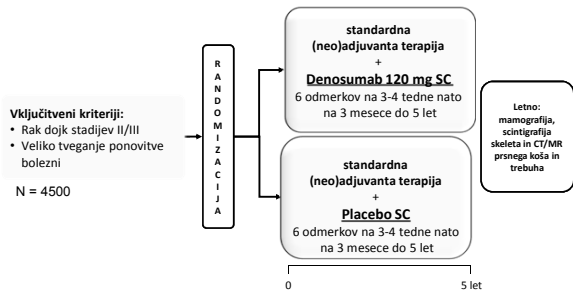 Vključitveni kriteriji:
• Rak dojk stadijev II/III
• Veliko tveganje ponovitve
bolezni
N = 4500
R
A
N
D
O
M
I
Z
A
C
I
J
A
standardna
(neo)adjuvanta terapija
+
Denosumab 120 mg SC
6 odmerkov na 3-4 tedne nato
na 3 mesece do 5 let
standardna
(neo)adjuvanta terapija
+
Placebo SC
6 odmerkov na 3-4 tedne nato
na 3 mesece do 5 let
Letno:
mamografija,
scintigrafija
skeleta in CT/MR
prsnega koša in
trebuha
0
5 let